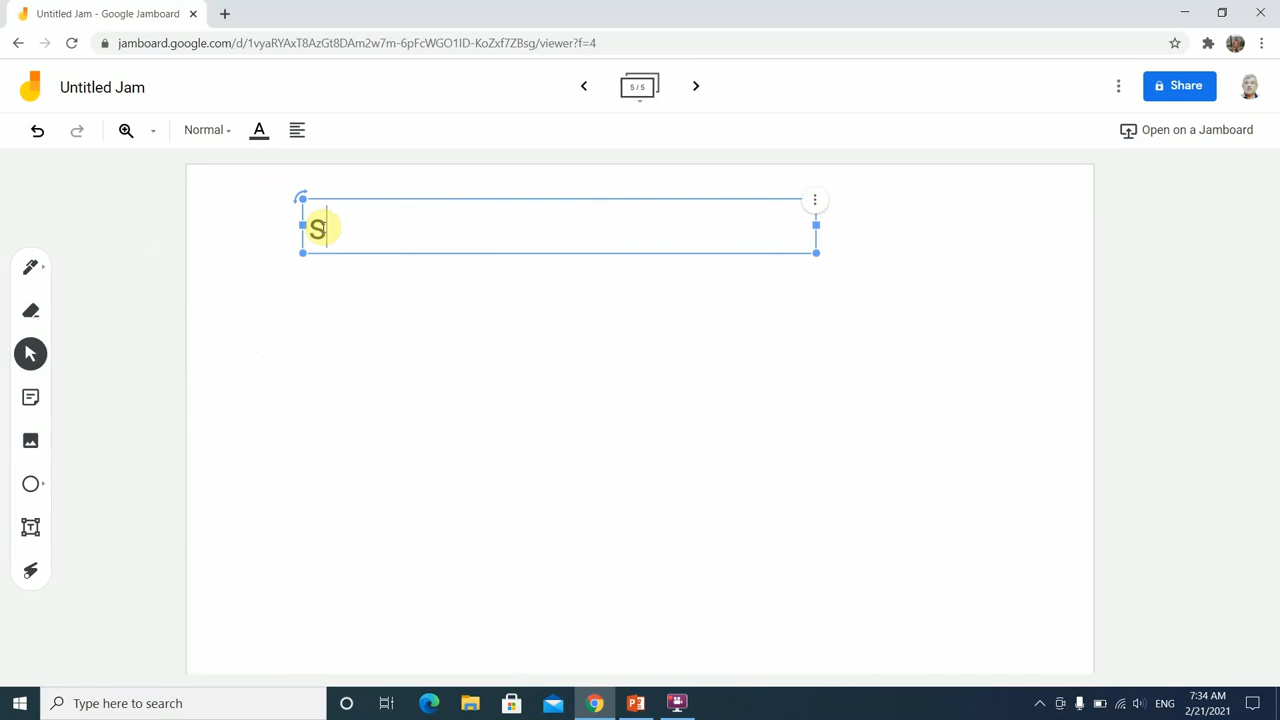 Untitled Jam - Google Jamboard
jamboard.google.com/d/1vyaRYAxT8AzGt8DAm2w7m-6pFcWGO1ID-KoZxf7ZBsg/viewer?f=4
Untitled Jam
5 / 5
Share
Normal
A
Open on a Jamboard
S
T
Type here to search
ENG
7:34 AM
2/21/2021